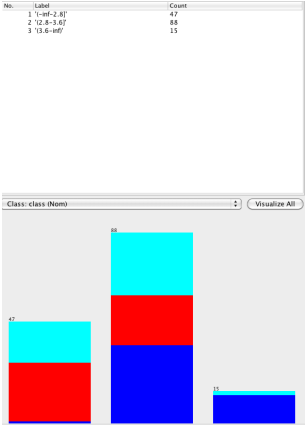 No. Label Count
1 '(-inf-2.8]' 47
2 '(2.8-3.6]' 88
3 '(3.6-inf)' 15
Class: class (Nom) Visualize All
88
47
15